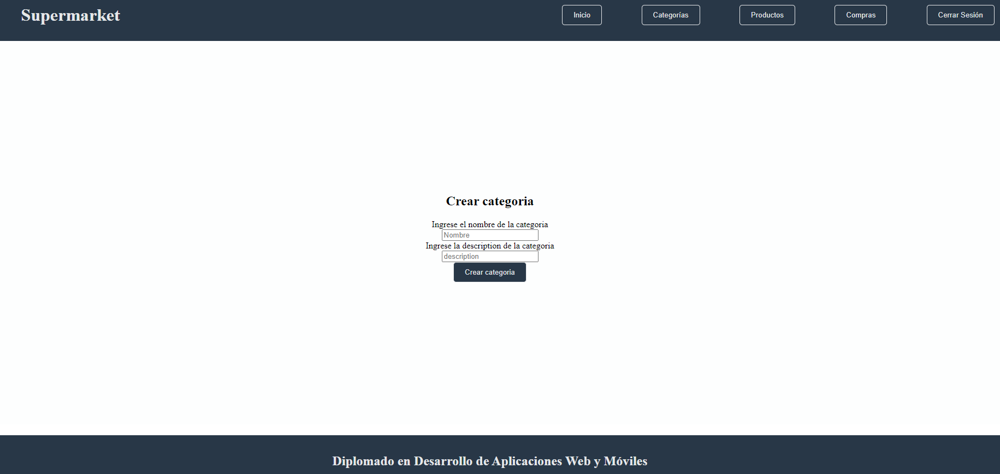 Supermarket
Inicio
Categorías
Productos
Compras
Cerrar Sesión
Crear categoria
Ingrese el nombre de la categoria
Nombre
Ingrese la description de la categoria
description
Crear categoria
Diplomado en Desarrollo de Aplicaciones Web y Móviles